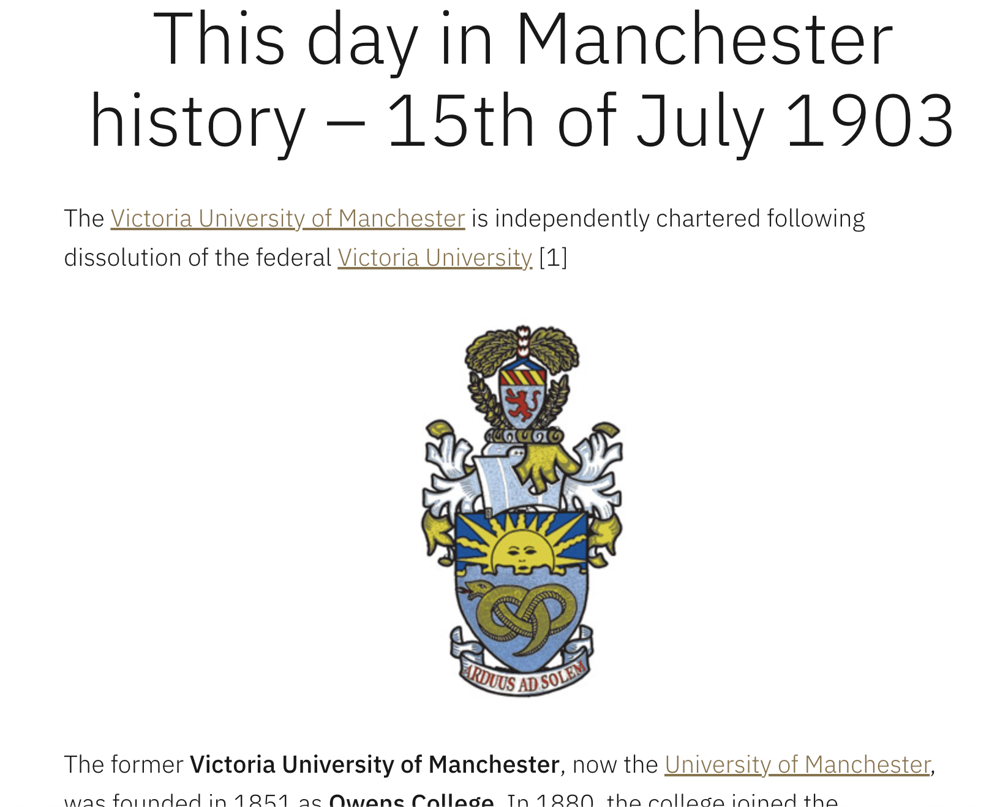 This day in Manchester
history – 15th of July 1903
The Victoria University of Manchester is independently chartered following
dissolution of the federal Victoria University [1]
ARDUUS AD SOLEM
The former Victoria University of Manchester, now the University of Manchester,
was founded in 1851 as Owens College. In 1880, the college joined the